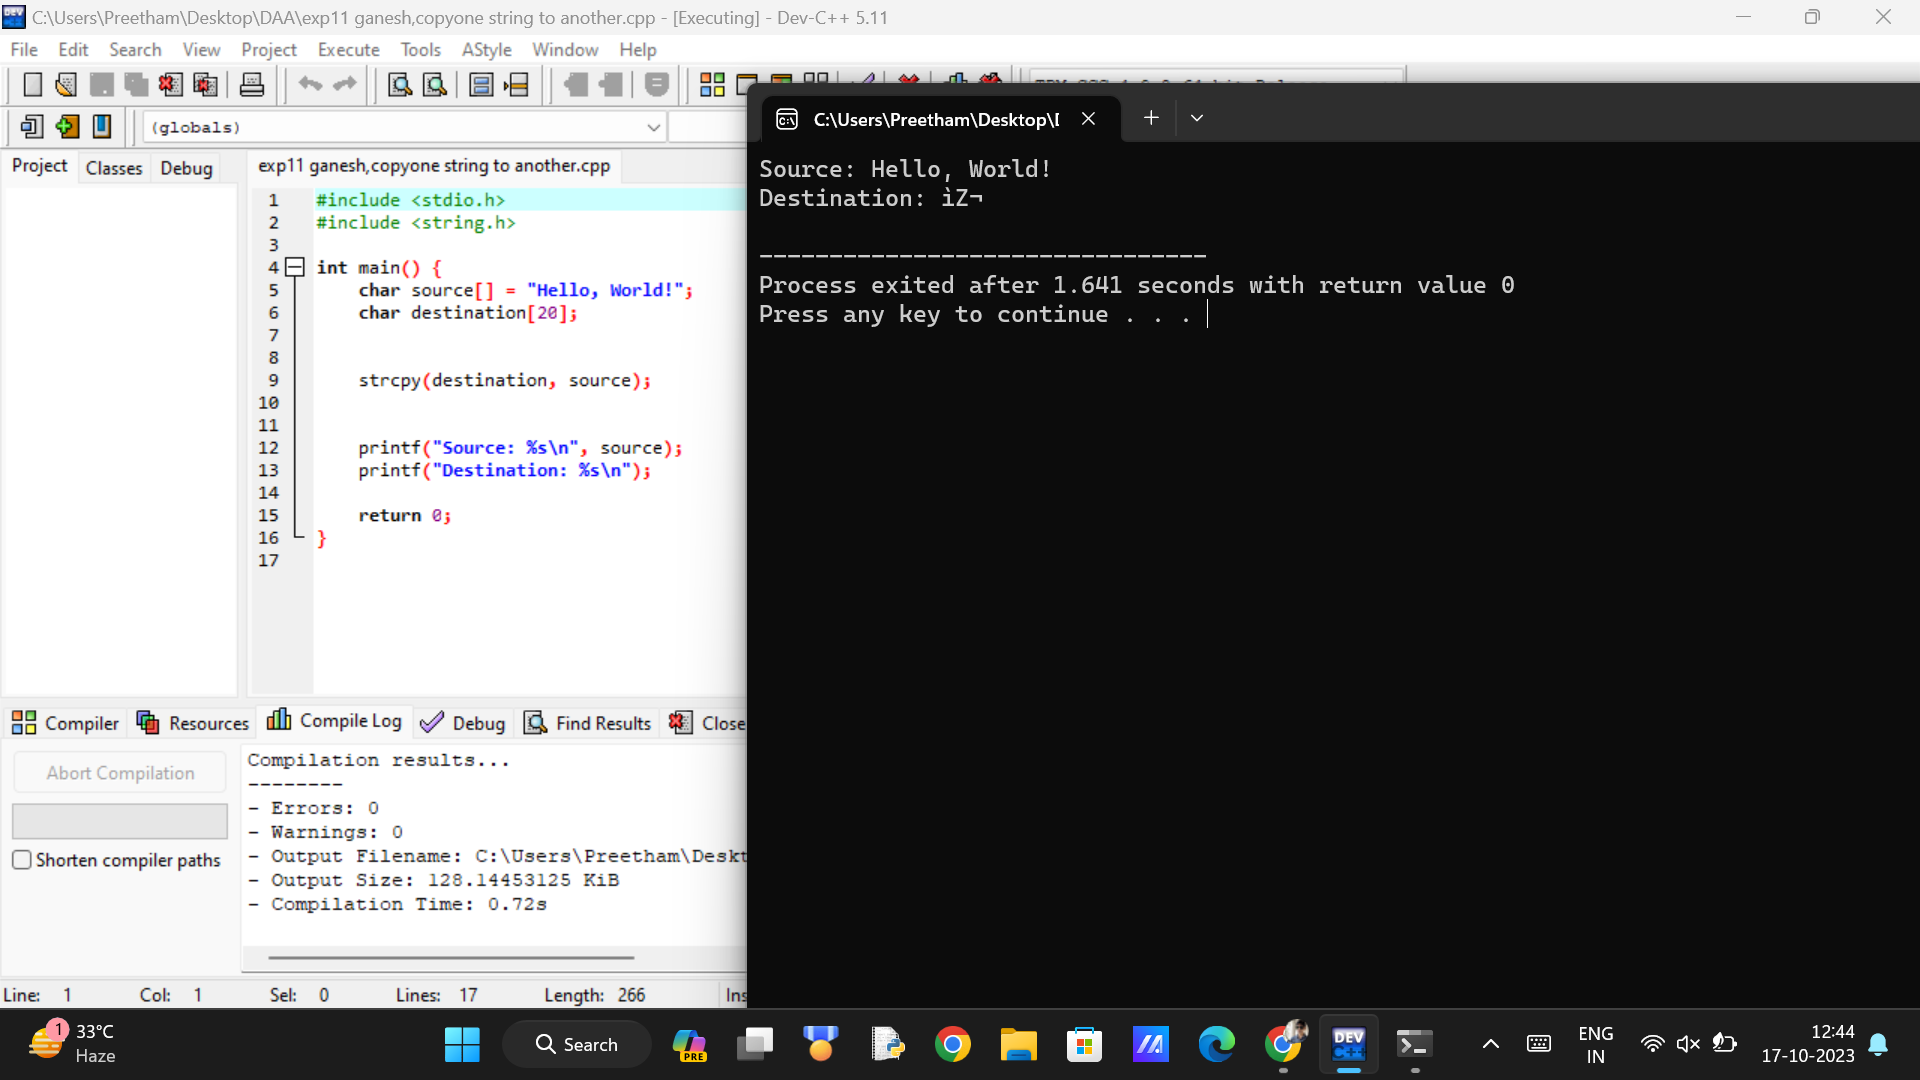 C:\Users\Preetham\Desktop\DAA\exp11 ganesh,copyone string to another.cpp - [Executing] - Dev-C++ 5.11
File Edit Search View Project Execute Tools AStyle Window Help
(globals)
Project Classes Debug
exp11 ganesh,copyone string to another.cpp
1 #include <stdio.h>
2 #include <string.h>
3
4 int main() {
5 char source[] = "Hello, World!";
6 char destination[20];
7
8
9 strcpy(destination, source);
10
11
12 printf("Source: %s\n", source);
13 printf("Destination: %s\n");
14
15 return 0;
16 }
17
C:\Users\Preetham\Desktop\
Source: Hello, World!
Destination: ìZ¬
--------------------------------
Process exited after 1.641 seconds with return value 0
Press any key to continue . . .
Compiler Resources Compile Log Debug Find Results Close
Abort Compilation
Shorten compiler paths
Compilation results...
--------
- Errors: 0
- Warnings: 0
- Output Filename: C:\Users\Preetham\Deskt
- Output Size: 128.14453125 KiB
- Compilation Time: 0.72s
Line: 1 Col: 1 Sel: 0 Lines: 17 Length: 266 Ins
1
33°C
Haze
Search
PRE
DEV
C++
ENG
IN
12:44
17-10-2023